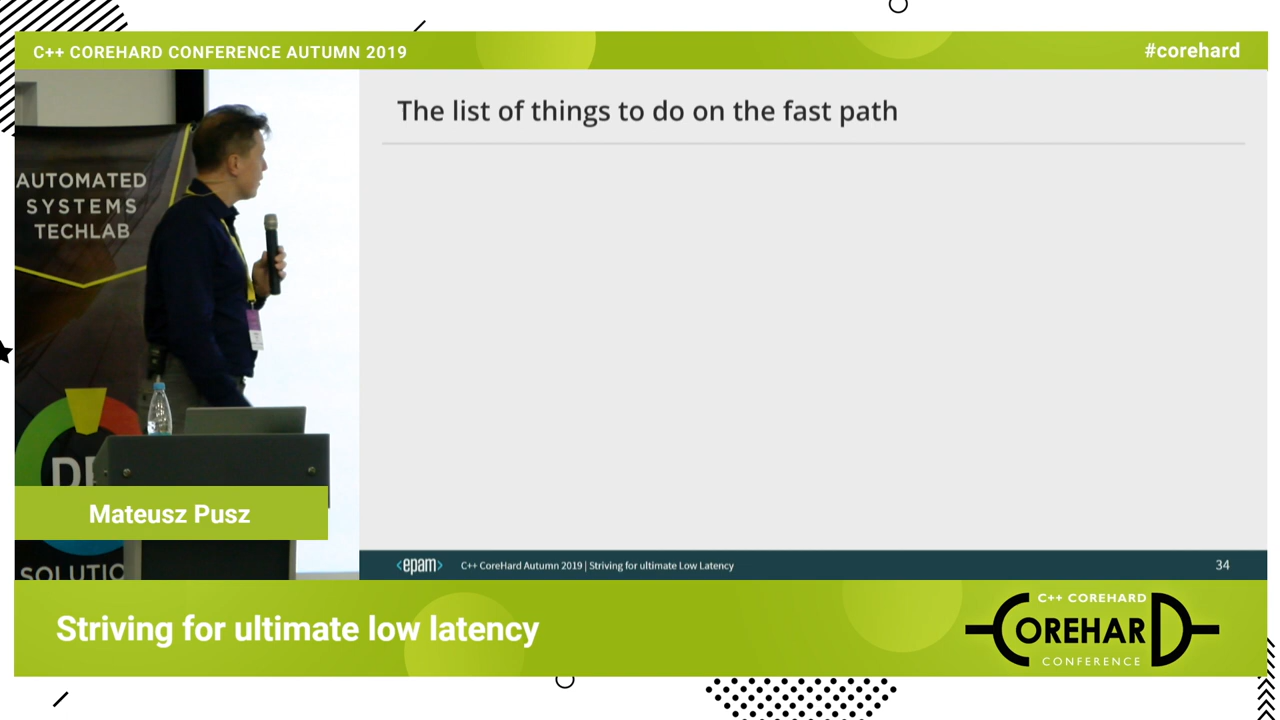 C++ COREHARD CONFERENCE AUTUMN 2019
#corehard
The list of things to do on the fast path
AUTOMATED
SYSTEMS
TECHLAB
Mateusz Pusz
SOLUTIO
<epam>
C++ CoreHard Autumn 2019 | Striving for ultimate Low Latency
34
Striving for ultimate low latency
C++ COREHARD
COREHARD
CONFERENCE